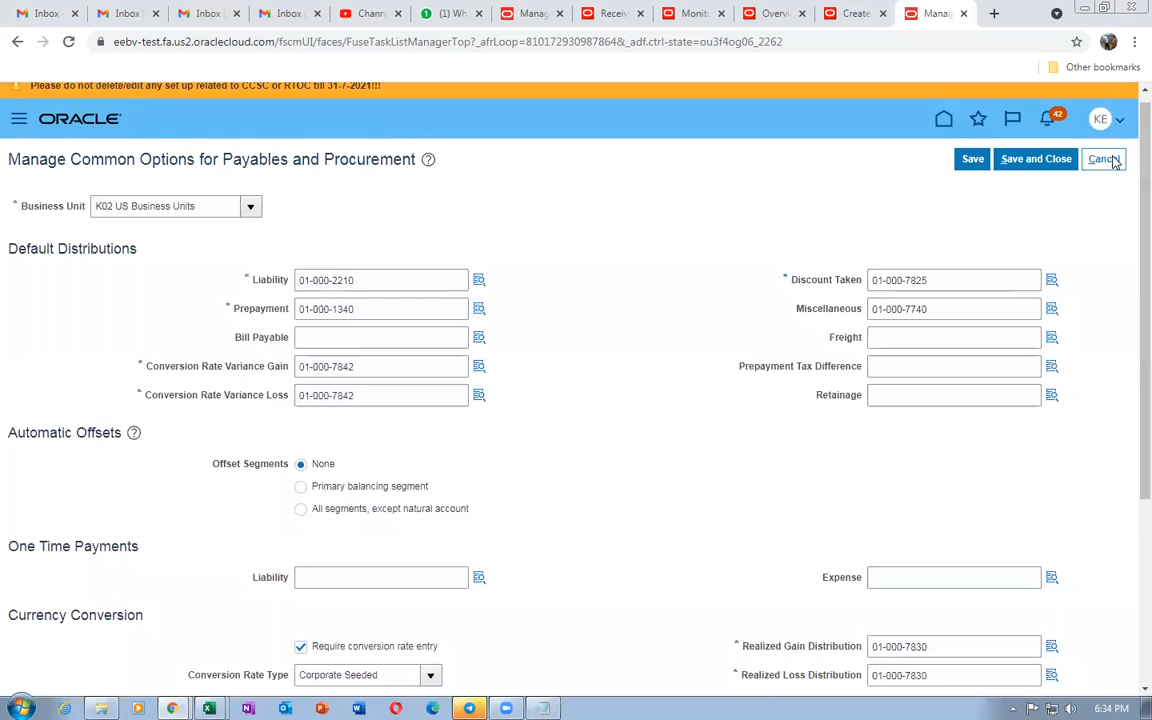 Inbox -
Inbox (
Inbox (
Inbox (
Chann
(1) Wh
Manag
Recei
Monit
Overvi
Create
Manag
eebv-test.fa.us2.oraclecloud.com/fscmUI/faces/FuseTaskListManagerTop?_afrLoop=81017293098786​4&_adf.ctrl-state=ou3f4og06_2262
Other bookmarks
Please do not delete/edit any set up related to CCSC or RTOC till 31-7-2021!!!
ORACLE
42
KE
Manage Common Options for Payables and Procurement
Save
Save and Close
Cancel
* Business Unit K02 US Business Units
Default Distributions
* Liability 01-000-2210
* Discount Taken 01-000-7825
* Prepayment 01-000-1340
Miscellaneous 01-000-7740
Bill Payable
Freight
* Conversion Rate Variance Gain 01-000-7842
Prepayment Tax Difference
* Conversion Rate Variance Loss 01-000-7842
Retainage
Automatic Offsets
Offset Segments None
Primary balancing segment
All segments, except natural account
One Time Payments
Liability
Expense
Currency Conversion
Require conversion rate entry
* Realized Gain Distribution 01-000-7830
Conversion Rate Type Corporate Seeded
* Realized Loss Distribution 01-000-7830
6:34 PM